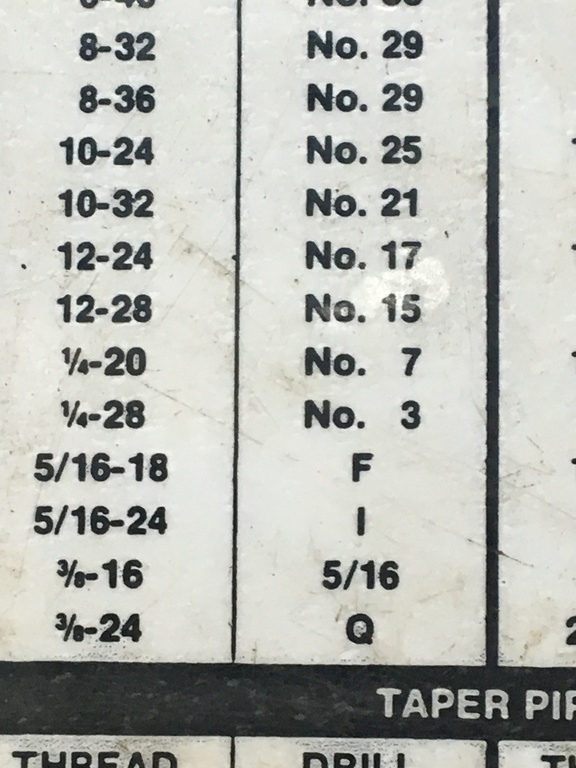 8-32 No. 29
8-36 No. 29
10-24 No. 25
10-32 No. 21
12-24 No. 17
12-28 No. 15
¼-20 No. 7
¼-28 No. 3
5/16-18 F
5/16-24 I
⅜-16 5/16
⅜-24 Q 2
TAPER PIP
THREAD DRILL